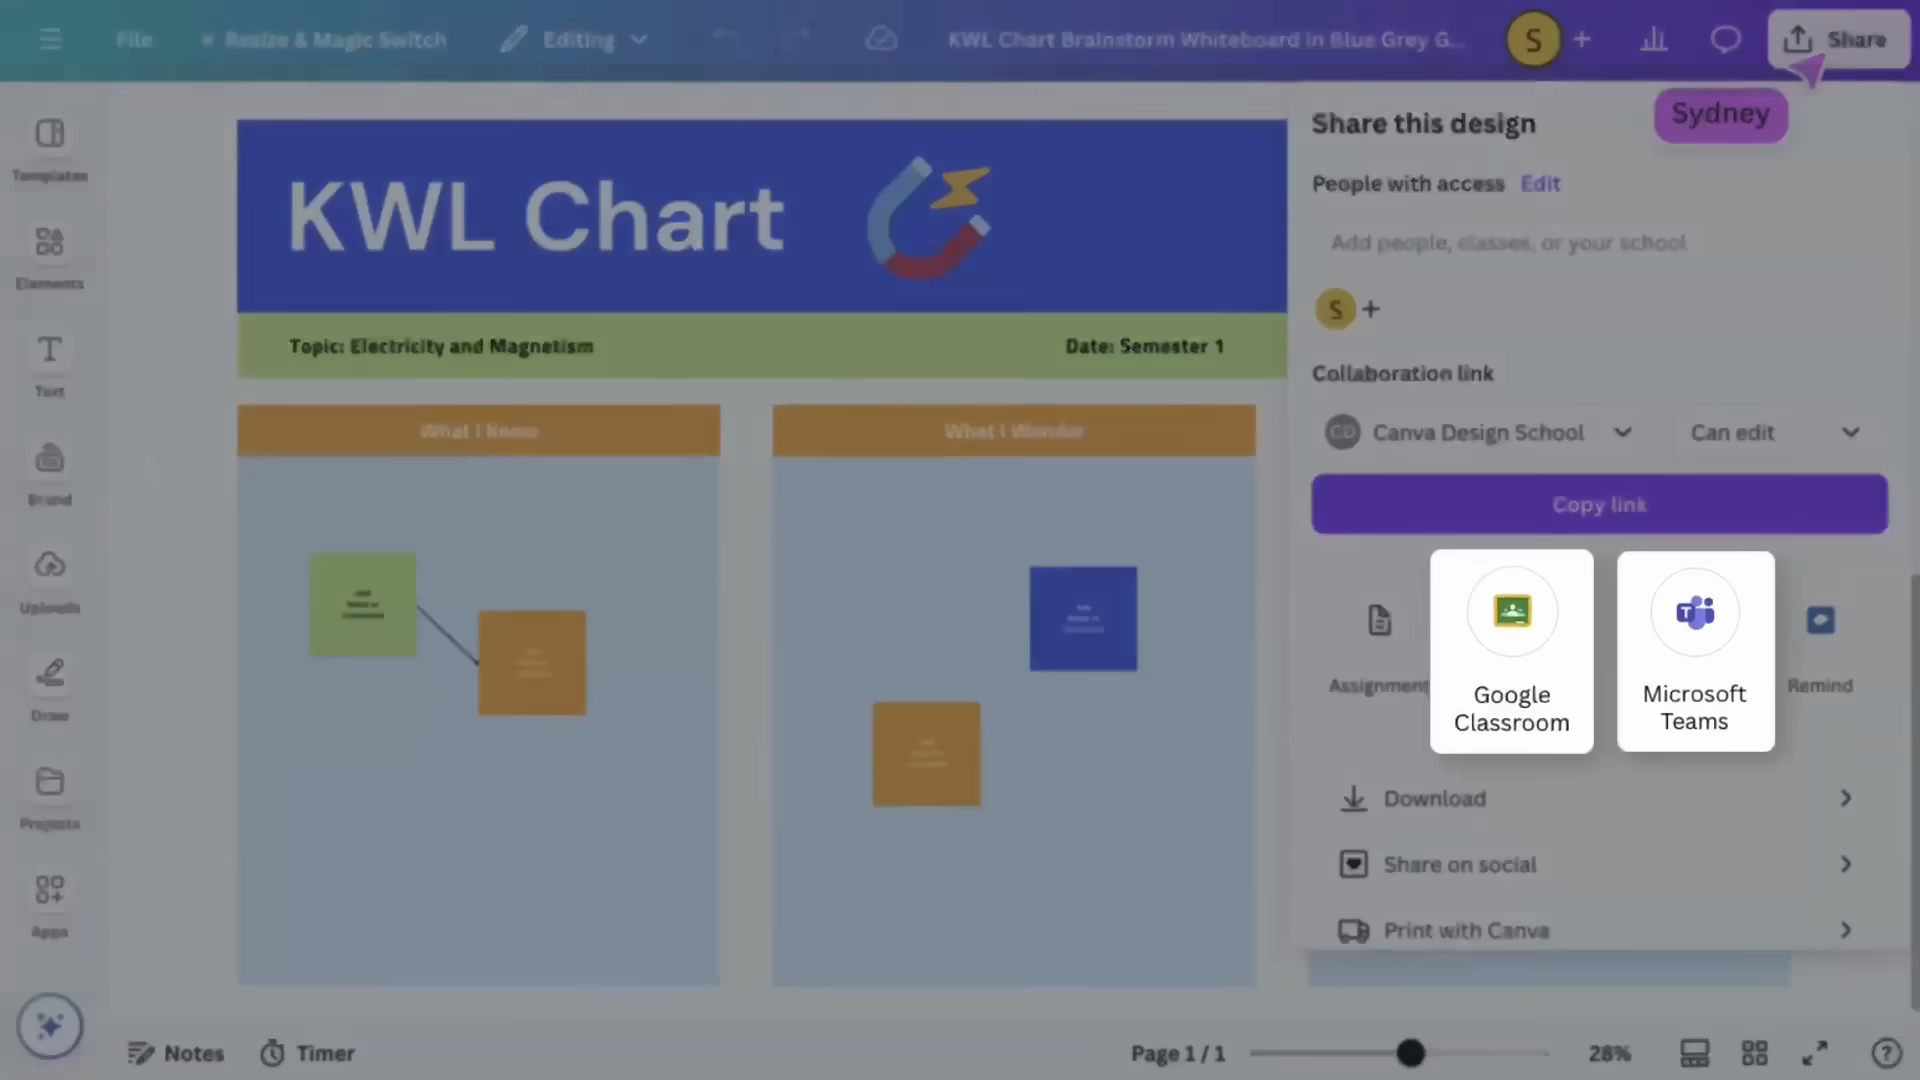 File
Resize & Magic Switch
Editing
KWL Chart Brainstorm Whiteboard in Blue Grey G...
S
Share
Sydney
Templates
Elements
Text
Brand
Uploads
Draw
Projects
Apps
KWL Chart
Topic: Electricity and Magnetism
Date: Semester 1
What I Know
What I Wonder
Share this design
People with access Edit
Add people, classes, or your school
S
Collaboration link
CD Canva Design School
Can edit
Copy link
Assignment
Google
Classroom
Microsoft
Teams
Remind
Download
Share on social
Print with Canva
Notes
Timer
Page 1 / 1
28%